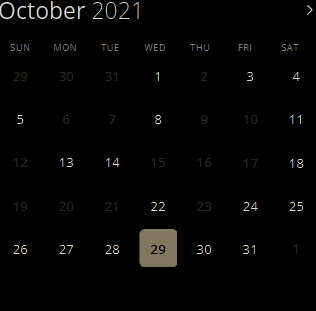 October 2021
SUN MON TUE WED THU FRI SAT
29 30 31 1 2 3 4
5 6 7 8 9 10 11
12 13 14 15 16 17 18
19 20 21 22 23 24 25
26 27 28 29 30 31 1